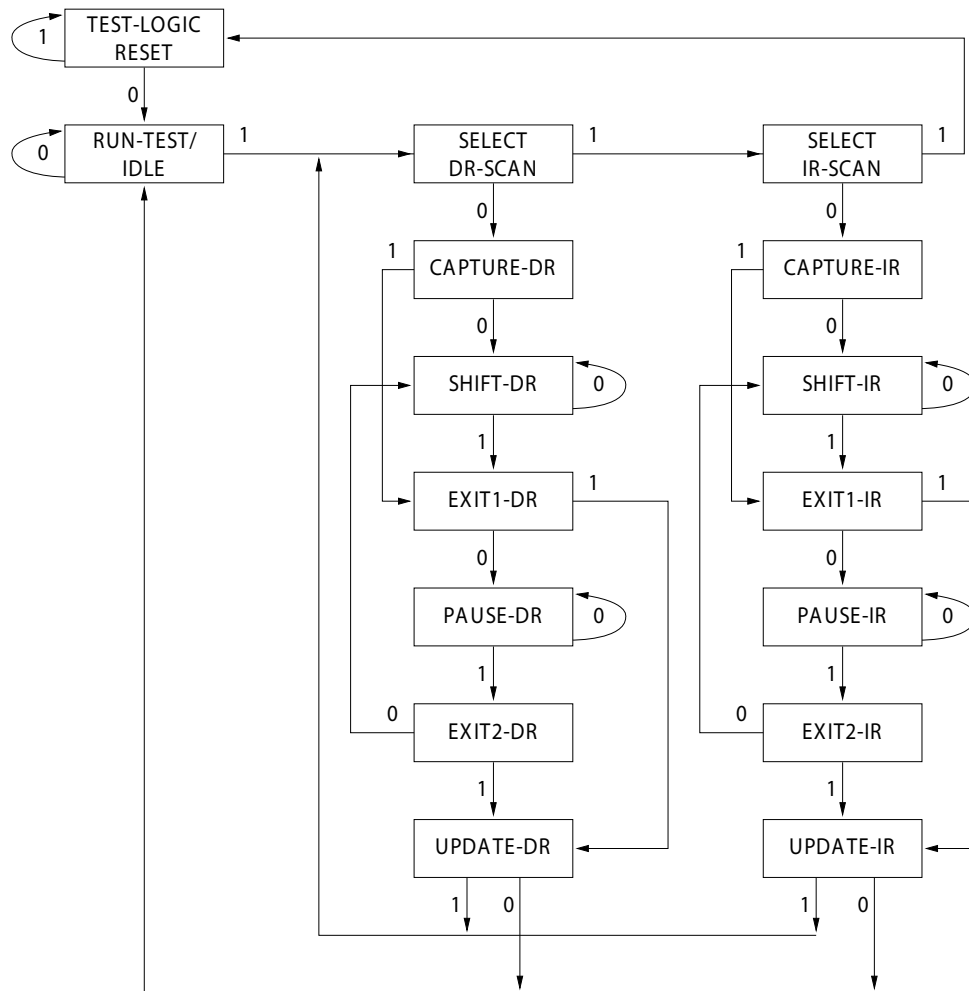 TEST-LOGIC
RESET
1
0
RUN-TEST/
IDLE
0
1
SELECT
DR-SCAN
1
SELECT
IR-SCAN
1
0
0
1
CAPTURE-DR
1
CAPTURE-IR
0
0
SHIFT-DR
0
SHIFT-IR
0
1
1
EXIT1-DR
1
EXIT1-IR
1
0
0
PAUSE-DR
0
PAUSE-IR
0
1
1
0
EXIT2-DR
0
EXIT2-IR
1
1
UPDATE-DR
UPDATE-IR
1
0
1
0